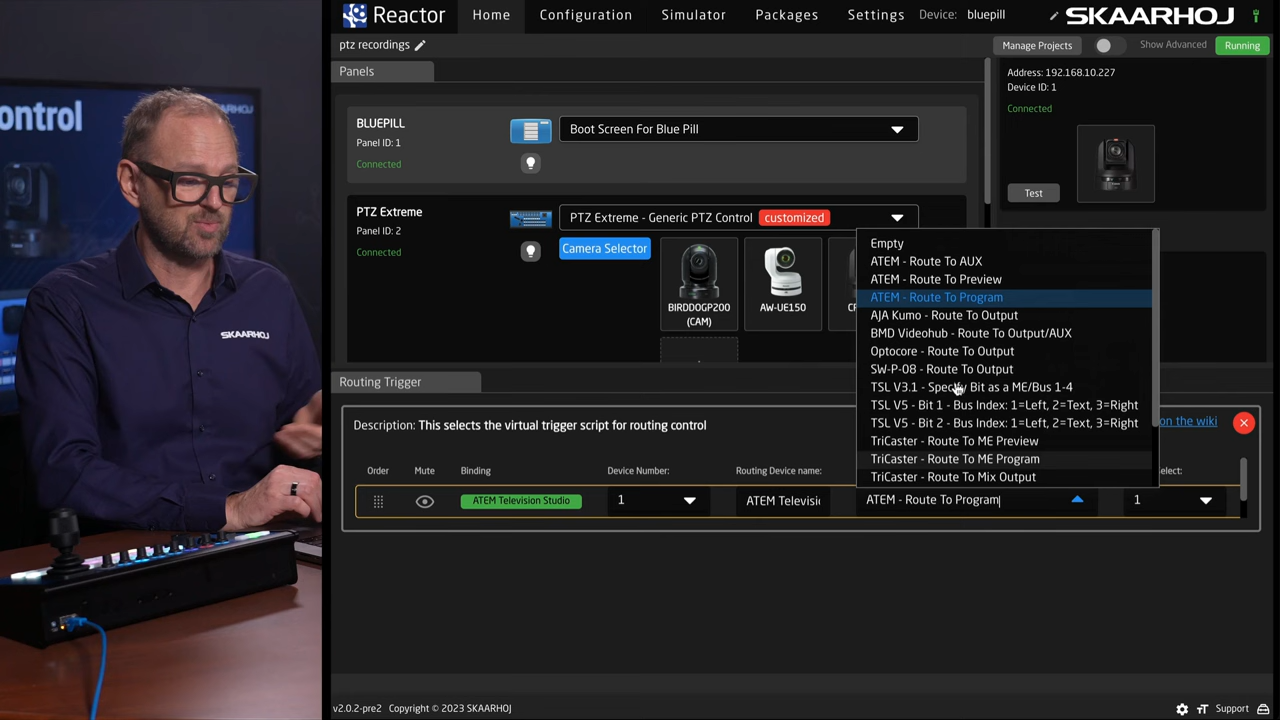 ontrol
SKAARHOJ
SKAARHOJ
Reactor
Home
Configuration
Simulator
Packages
Settings
Device: bluepill
SKAARHOJ
ptz recordings
Manage Projects
Show Advanced
Running
Panels
BLUEPILL
Panel ID: 1
Connected
Boot Screen For Blue Pill
PTZ Extreme
Panel ID: 2
Connected
PTZ Extreme - Generic PTZ Control
customized
Camera Selector
BIRDDOGP200
(CAM)
AW-UE150
Address: 192.168.10.227
Device ID: 1
Connected
Test
Empty
ATEM - Route To AUX
ATEM - Route To Preview
ATEM - Route To Program
AJA Kumo - Route To Output
BMD Videohub - Route To Output/AUX
Optocore - Route To Output
SW-P-08 - Route To Output
TSL V3.1 - Specify Bit as a ME/Bus 1-4
TSL V5 - Bit 1 - Bus Index: 1=Left, 2=Text, 3=Right
TSL V5 - Bit 2 - Bus Index: 1=Left, 2=Text, 3=Right
TriCaster - Route To ME Preview
TriCaster - Route To ME Program
TriCaster - Route To Mix Output
Routing Trigger
Description: This selects the virtual trigger script for routing control
on the wiki
Order
Mute
Binding
Device Number:
Routing Device name:
Select:
ATEM Television Studio
1
ATEM Televisi
ATEM - Route To Program
1
v2.0.2-pre2 Copyright © 2023 SKAARHOJ
Support